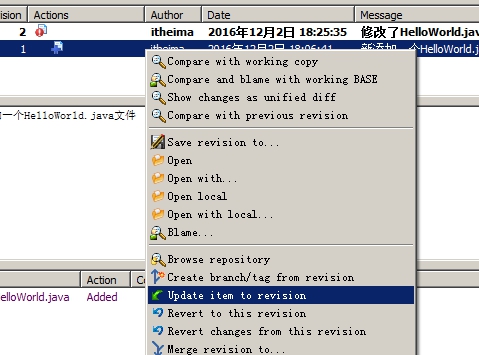 ision Actions Author Date Message
2 itheima 2016年12月2日 18:25:35 修改了HelloWorld.jav
1 itheima 2016年12月2日 18:06:41 新添加一个HelloWorld.j
Compare with working copy
Compare and blame with working BASE
Show changes as unified diff
Compare with previous revision
一个HelloWorld.java文件
Save revision to...
Open
Open with...
Open local
Open with local...
Blame...
Browse repository
Action
Create branch/tag from revision
elloWorld.java Added
Update item to revision
Revert to this revision
Revert changes from this revision
Merge revision to...